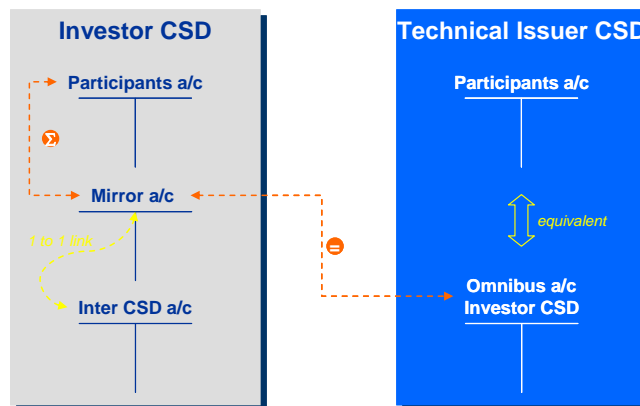 Investor CSD
Participants a/c
Σ
Mirror a/c
1 to 1 link
Inter CSD a/c
=
Technical Issuer CSD
Participants a/c
equivalent
Omnibus a/c
Investor CSD